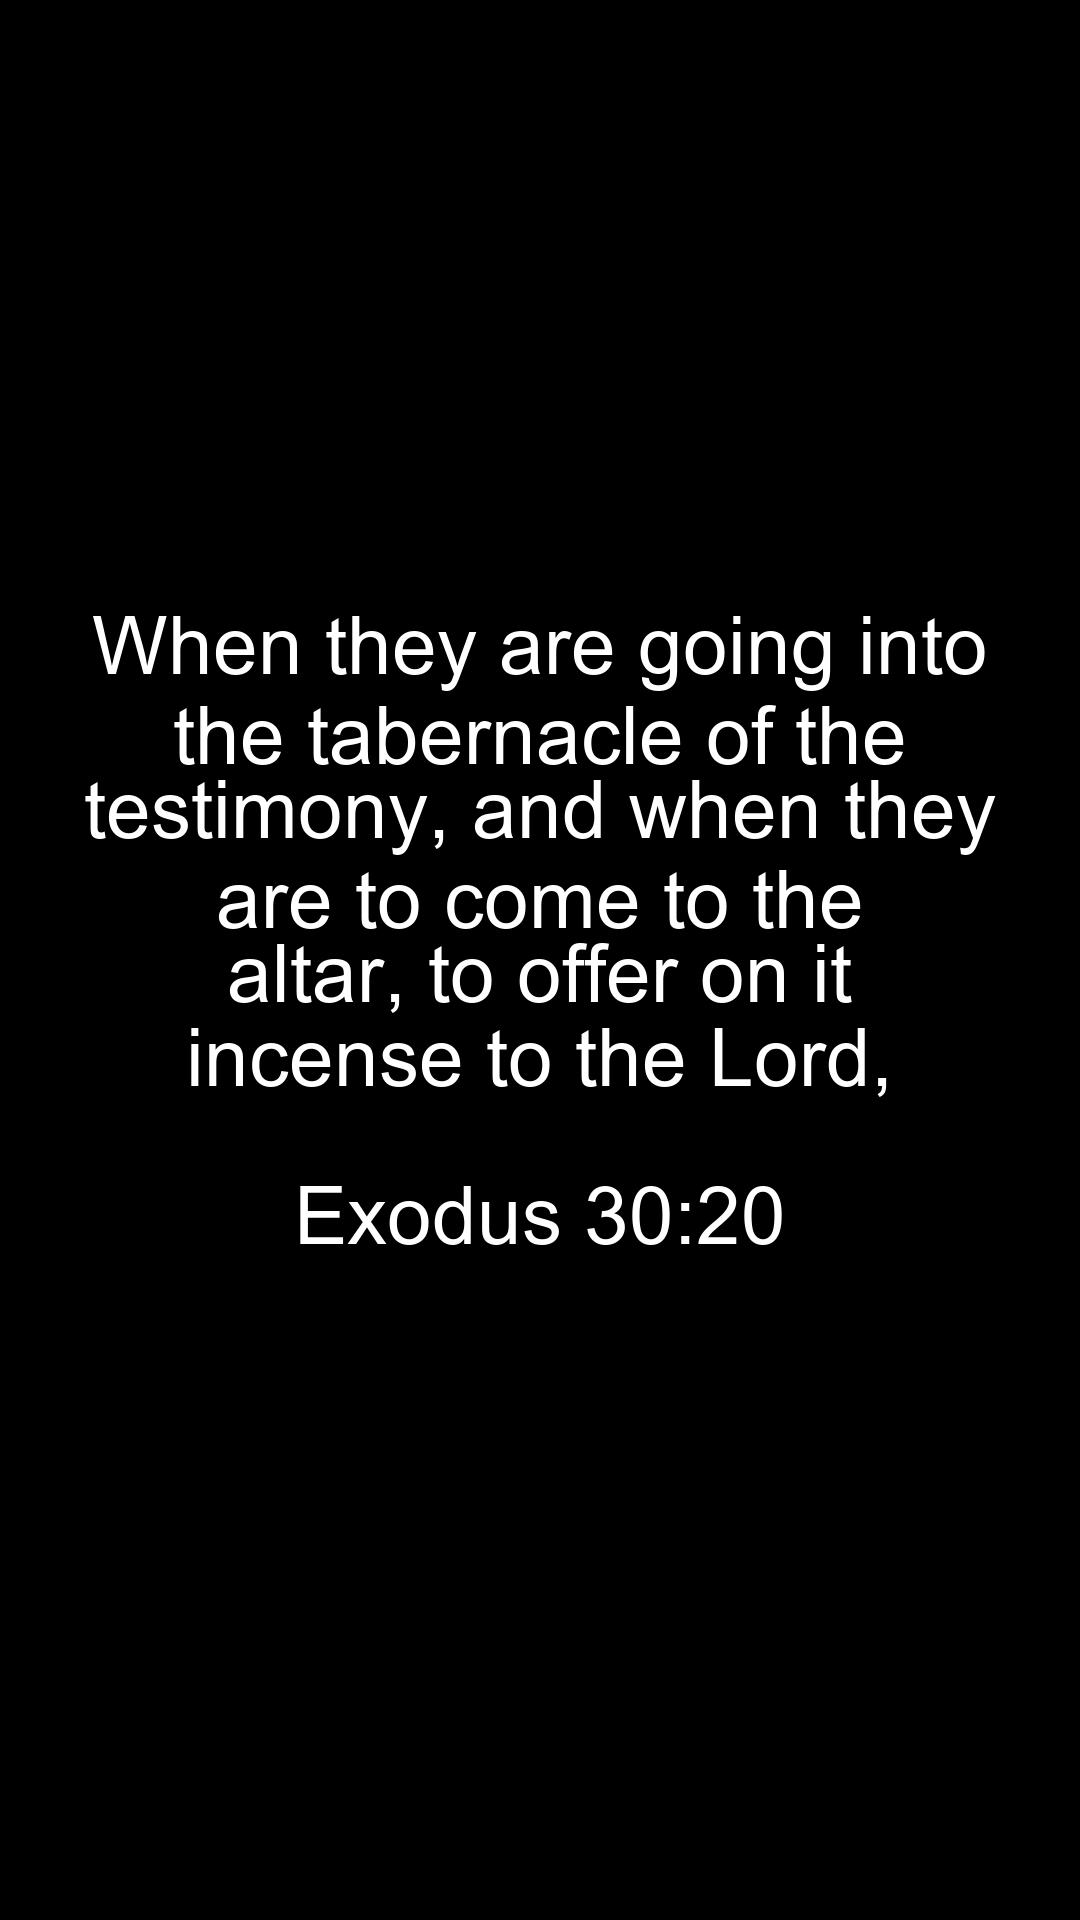 When they are going into
the tabernacle of the
testimony, and when they
are to come to the
altar, to offer on it
incense to the Lord,
Exodus 30:20